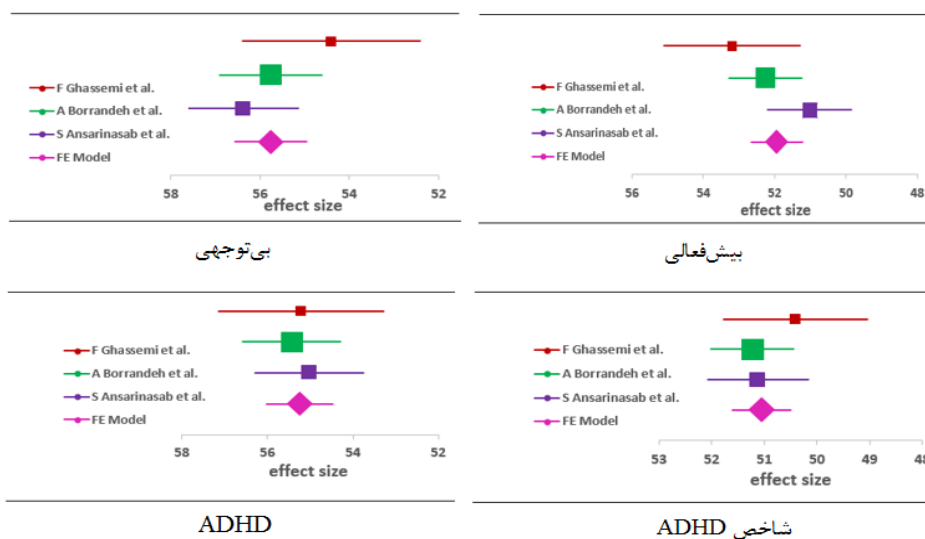 F Ghassemi et al.
A Borrandeh et al.
S Ansarinasab et al.
FE Model
58 56 54 52
effect size
بی‌توجهی
F Ghassemi et al.
A Borrandeh et al.
S Ansarinasab et al.
FE Model
56 54 52 50 48
effect size
بیش‌فعالی
F Ghassemi et al.
A Borrandeh et al.
S Ansarinasab et al.
FE Model
58 56 54 52
effect size
ADHD
F Ghassemi et al.
A Borrandeh et al.
S Ansarinasab et al.
FE Model
53 52 51 50 49 48
effect size
شاخص ADHD